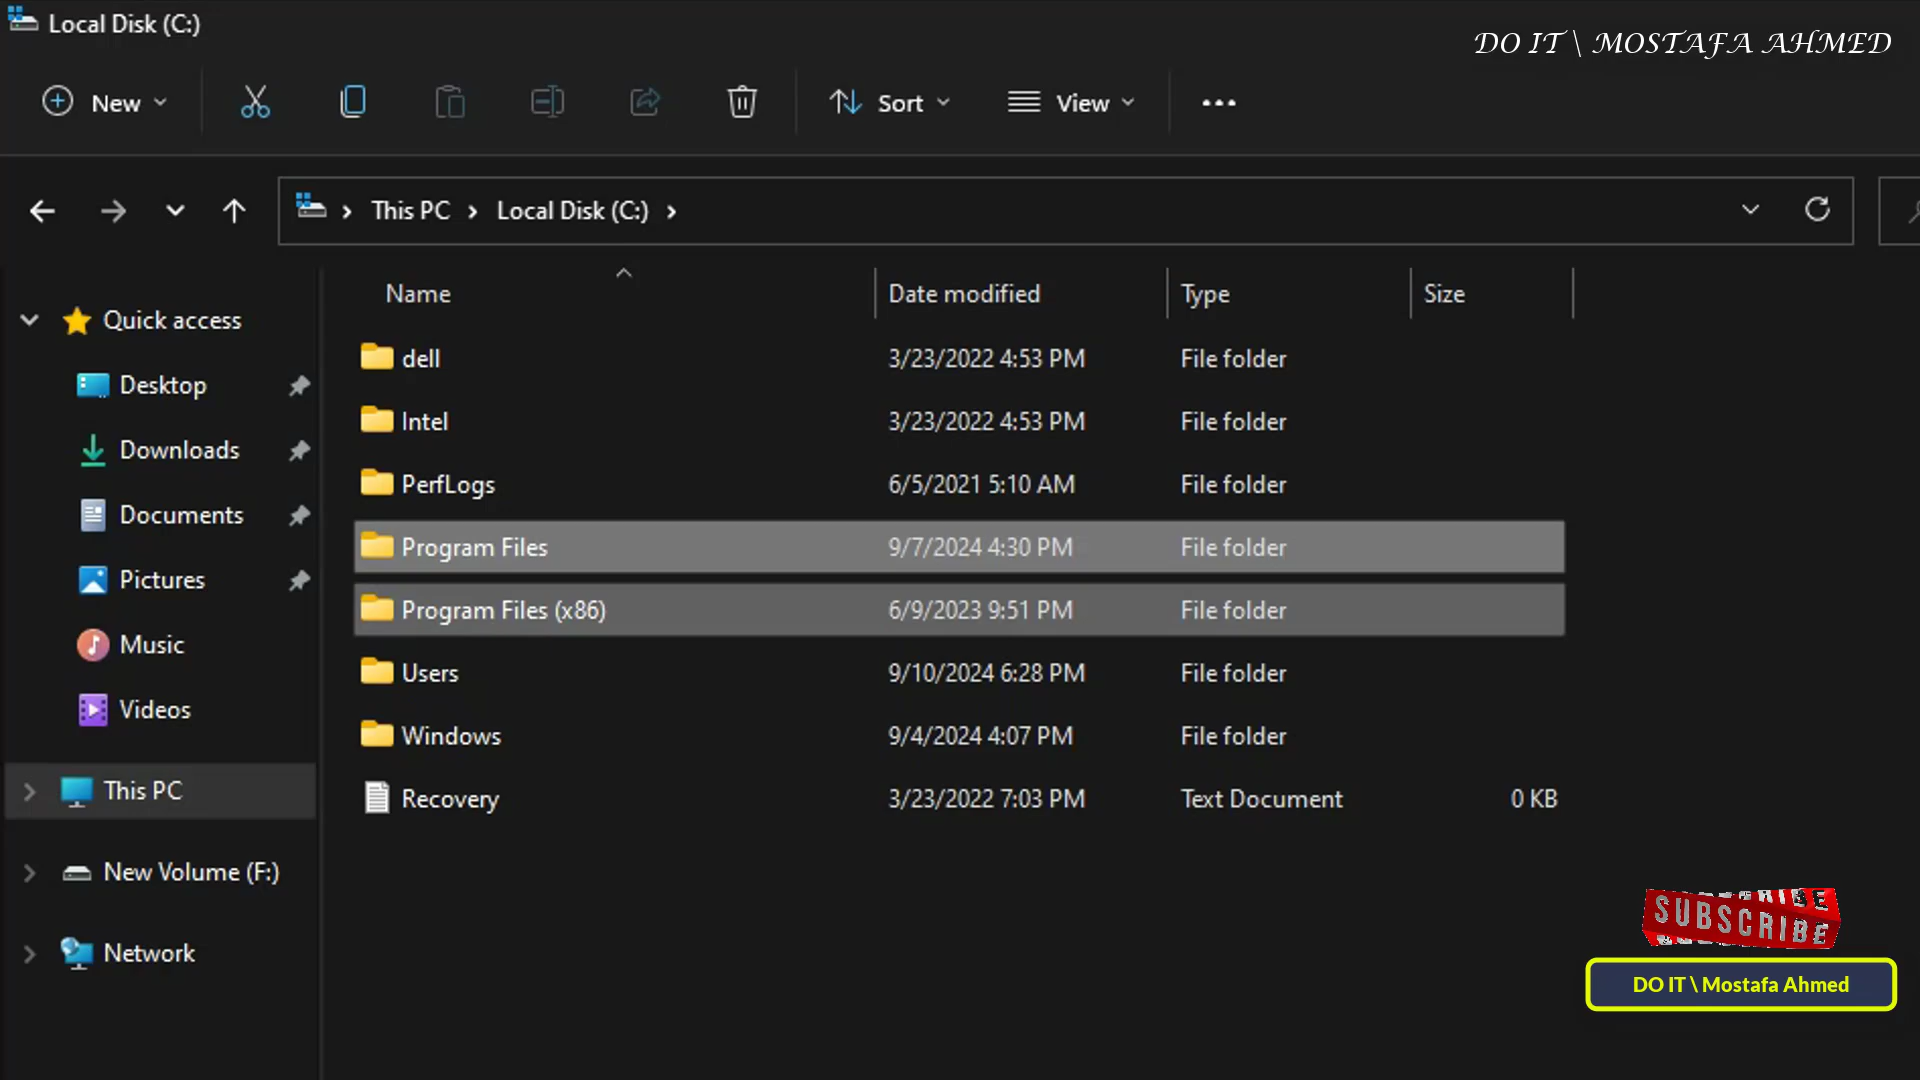 Local Disk (C:)
DO IT \ MOSTAFA AHMED
New
Sort
View
This PC
Local Disk (C:)
Name
Date modified
Type
Size
Quick access
Desktop
Downloads
Documents
Pictures
Music
Videos
This PC
New Volume (F:)
Network
dell 3/23/2022 4:53 PM File folder
Intel 3/23/2022 4:53 PM File folder
PerfLogs 6/5/2021 5:10 AM File folder
Program Files 9/7/2024 4:30 PM File folder
Program Files (x86) 6/9/2023 9:51 PM File folder
Users 9/10/2024 6:28 PM File folder
Windows 9/4/2024 4:07 PM File folder
Recovery 3/23/2022 7:03 PM Text Document 0 KB
SUBSCRIBE
DO IT \ Mostafa Ahmed